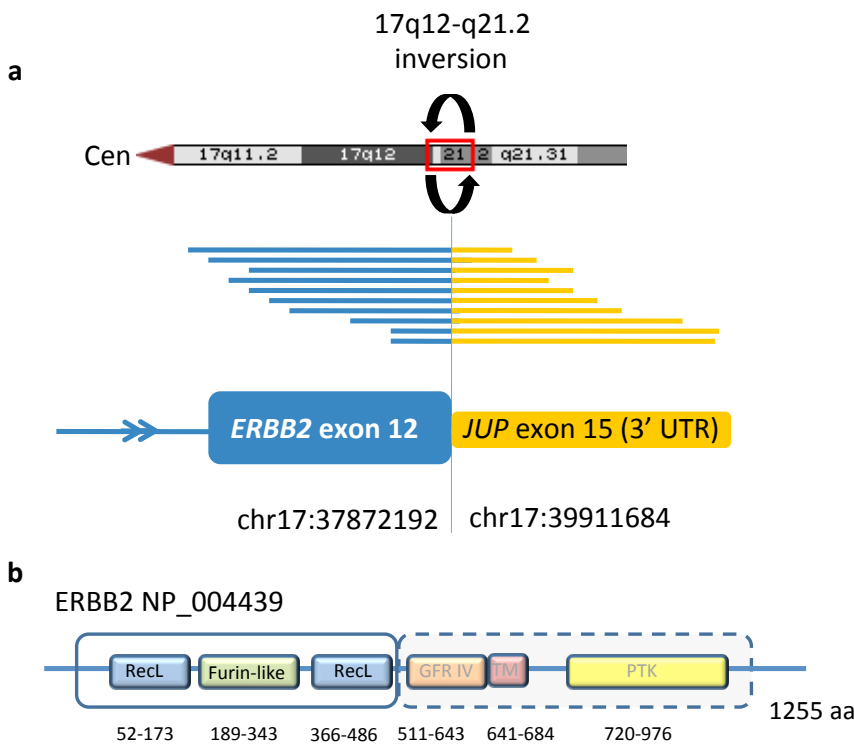 17q12-q21.2
inversion
a
Cen
17q11.2 17q12 21 2 q21.31
ERBB2 exon 12 JUP exon 15 (3’ UTR)
chr17:37872192 chr17:39911684
b
ERBB2 NP_004439
RecL Furin-like RecL GFR IV TM PTK
1255 aa
52-173 189-343 366-486 511-643 641-684 720-976